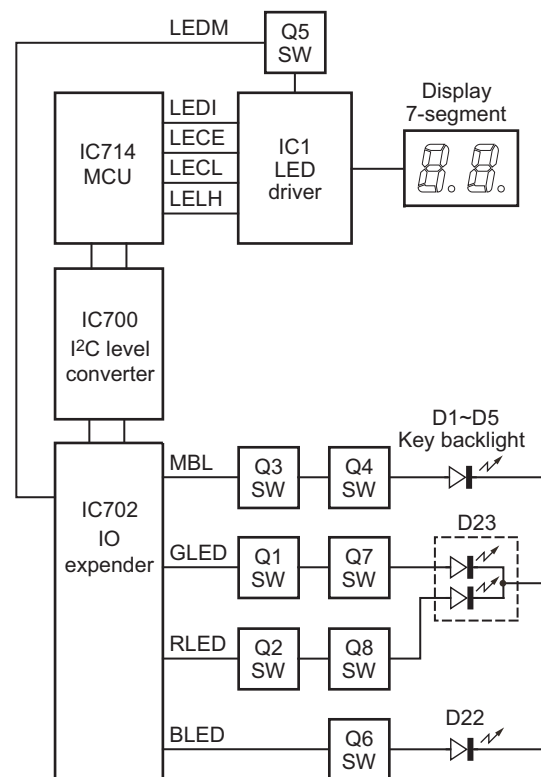 LEDM
Q5
SW
Display
7-segment
LEDI
LECE
LECL
LELH
IC714
MCU
IC1
LED
driver
8.8.
IC700
I²C level
converter
D1~D5
Key backlight
IC702
IO
expender
MBL
Q3
SW
Q4
SW
D23
GLED
Q1
SW
Q7
SW
RLED
Q2
SW
Q8
SW
BLED
Q6
SW
D22